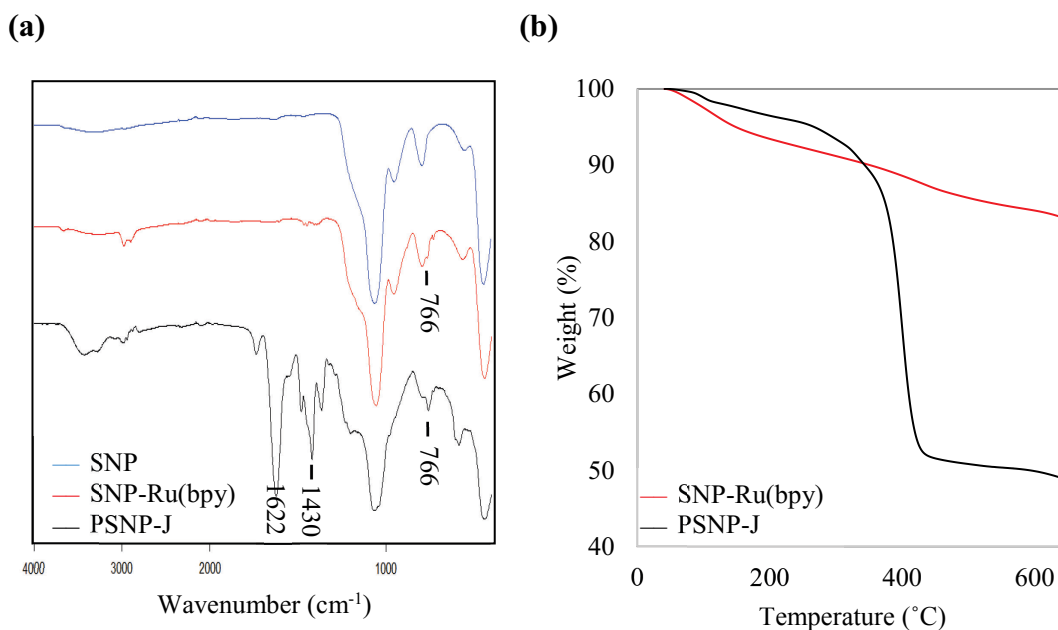 (a)
SNP
SNP-Ru(bpy)
PSNP-J
766
766
1430
1622
4000 3000 2000 1000
Wavenumber (cm-1)
(b)
100
90
80
70
60
50
40
Weight (%)
SNP-Ru(bpy)
PSNP-J
0 200 400 600
Temperature (˚C)